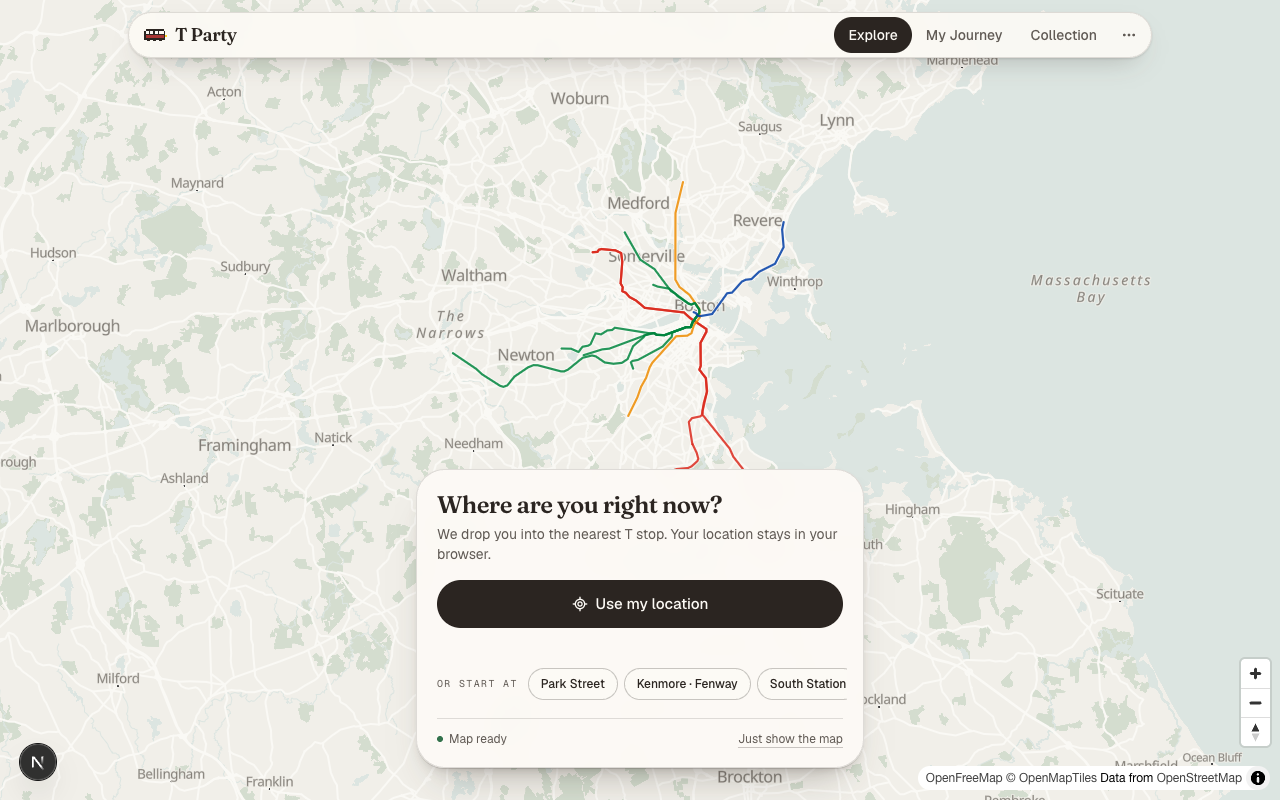 T Party
Explore
My Journey
Collection
Marblehead
Acton
Woburn
Saugus
Lynn
Maynard
Medford
Revere
Hudson
Sudbury
Somerville
Waltham
Winthrop
Massachusetts
Bay
Boston
The
Narrows
Marlborough
Newton
Framingham
Natick
Needham
rough
Ashland
Where are you right now?
Hingham
We drop you into the nearest T stop. Your location stays in your
browser.
uth
Use my location
Scituate
OR START AT
Park Street
Kenmore · Fenway
South Station
Milford
ockland
Map ready
Just show the map
N
Bellingham
Franklin
Brockton
Marshfield
Ocean Bluff
OpenFreeMap © OpenMapTiles Data from OpenStreetMap
Pembroke